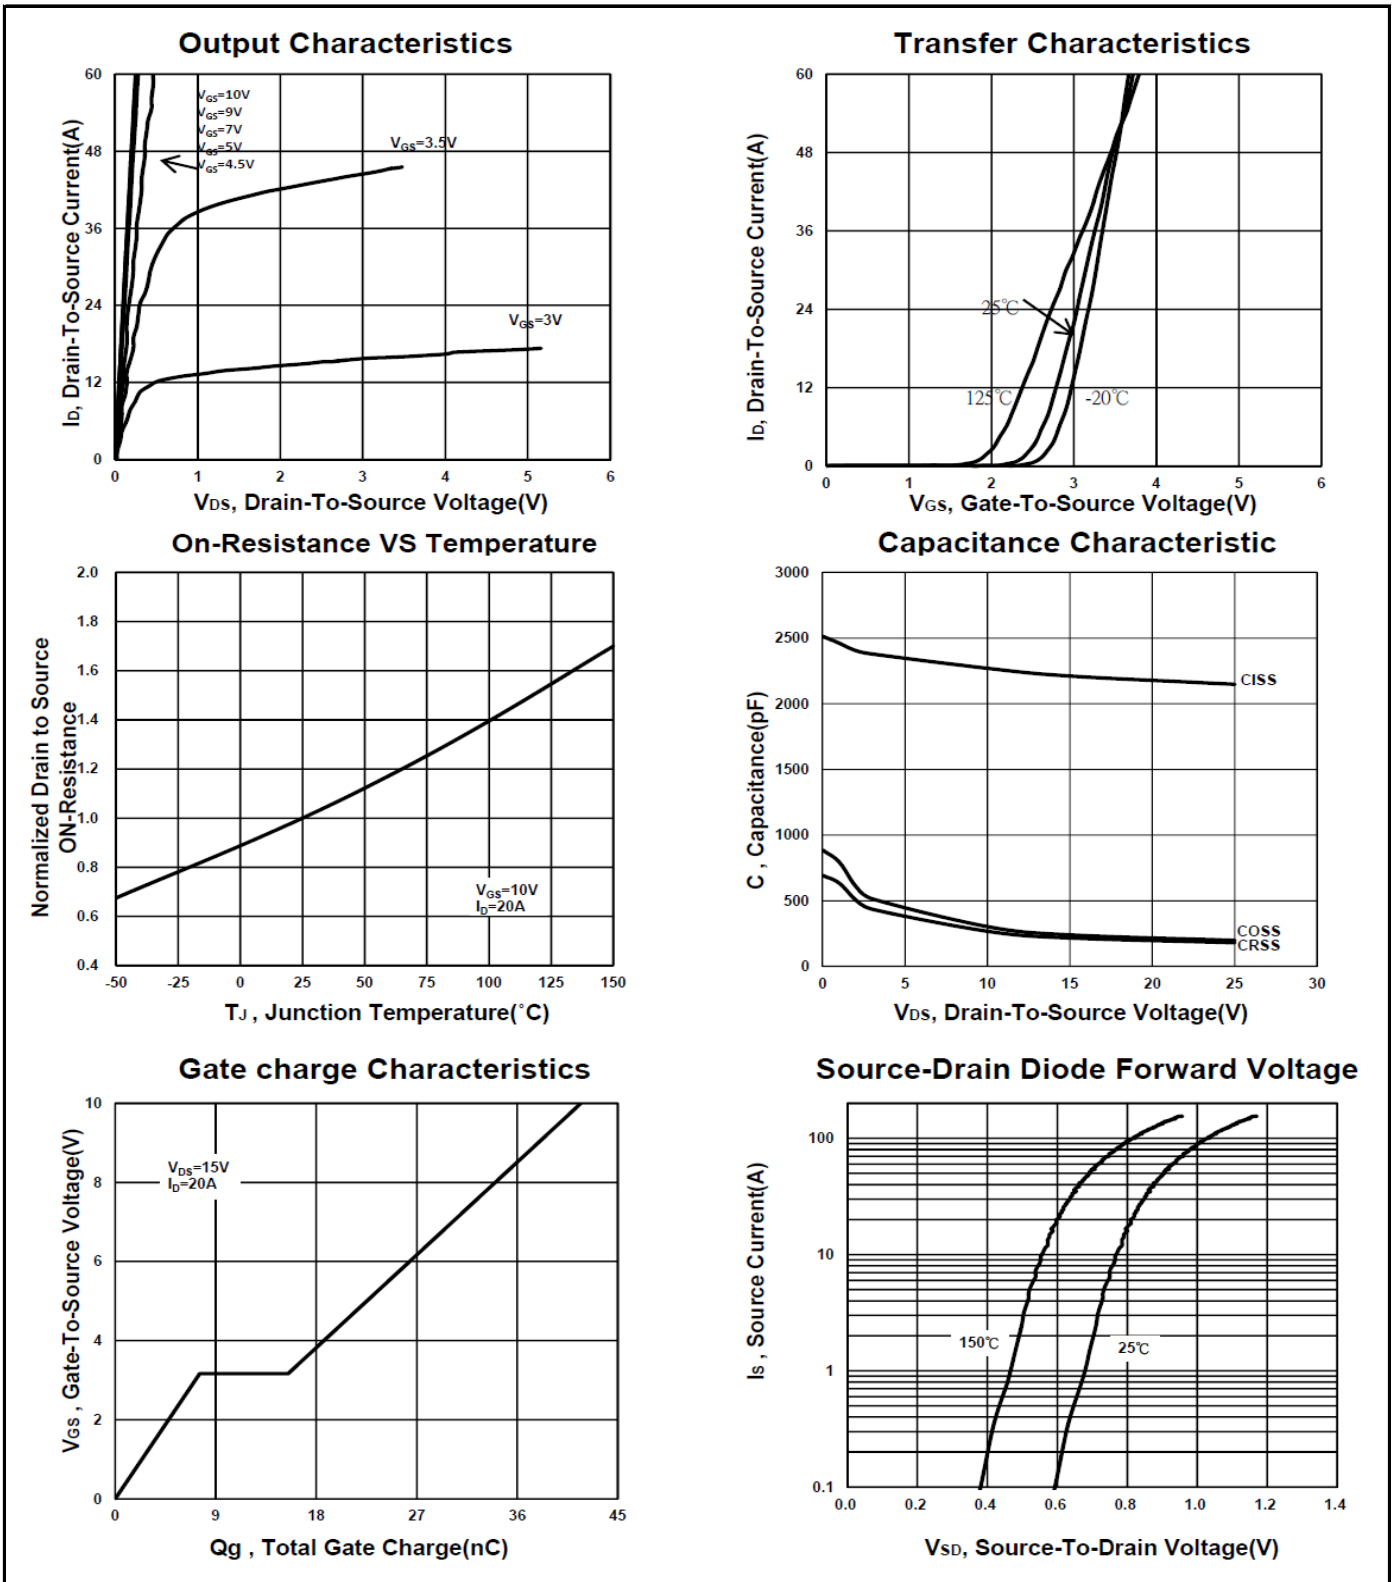 Output Characteristics
60
48
36
24
12
0
0 1 2 3 4 5 6
ID, Drain-To-Source Current(A)
VGS=10V
VGS=9V
VGS=7V
VGS=5V
VGS=4.5V
VGS=3.5V
VGS=3V
VDS, Drain-To-Source Voltage(V)
Transfer Characteristics
60
48
36
24
12
0
0 1 2 3 4 5 6
ID, Drain-To-Source Current(A)
25℃
125℃
-20℃
VGS, Gate-To-Source Voltage(V)
On-Resistance VS Temperature
2.0
1.8
1.6
1.4
1.2
1.0
0.8
0.6
0.4
-50 -25 0 25 50 75 100 125 150
Normalized Drain to Source
ON-Resistance
VGS=10V
ID=20A
TJ , Junction Temperature(˚C)
Capacitance Characteristic
3000
2500
2000
1500
1000
500
0
0 5 10 15 20 25 30
C , Capacitance(pF)
CISS
COSS
CRSS
VDS, Drain-To-Source Voltage(V)
Gate charge Characteristics
10
8
6
4
2
0
0 9 18 27 36 45
VGS , Gate-To-Source Voltage(V)
VDS=15V
ID=20A
Qg , Total Gate Charge(nC)
Source-Drain Diode Forward Voltage
100
10
1
0.1
0.0 0.2 0.4 0.6 0.8 1.0 1.2 1.4
IS , Source Current(A)
150℃
25℃
VSD, Source-To-Drain Voltage(V)